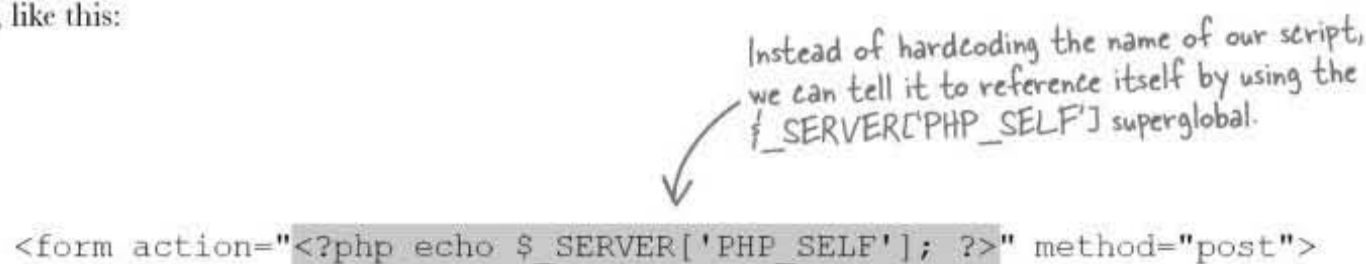 like this:
Instead of hardcoding the name of our script,
we can tell it to reference itself by using the
$_SERVER['PHP_SELF'] superglobal.
<form action="<?php echo $_SERVER['PHP_SELF']; ?>" method="post">